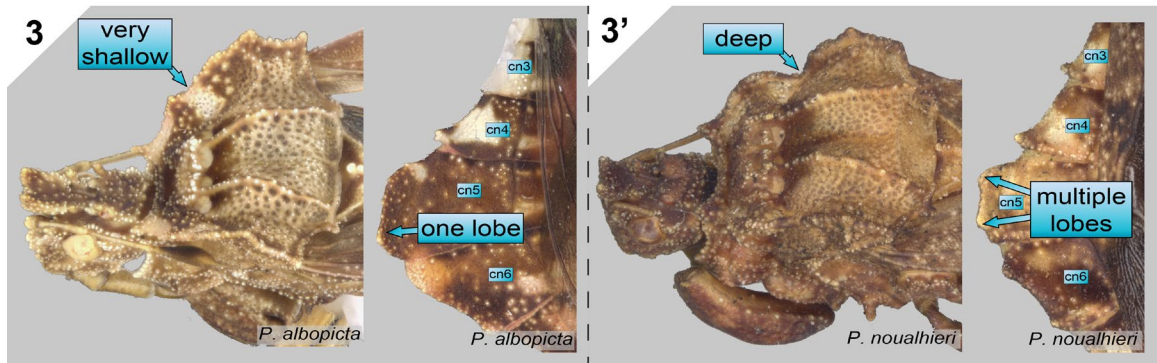 3
very
shallow
cn3
cn4
cn5
one lobe
cn6
P. albopicta
P. albopicta
3’
deep
cn3
cn4
cn5
multiple
lobes
cn6
P. noualhieri
P. noualhieri